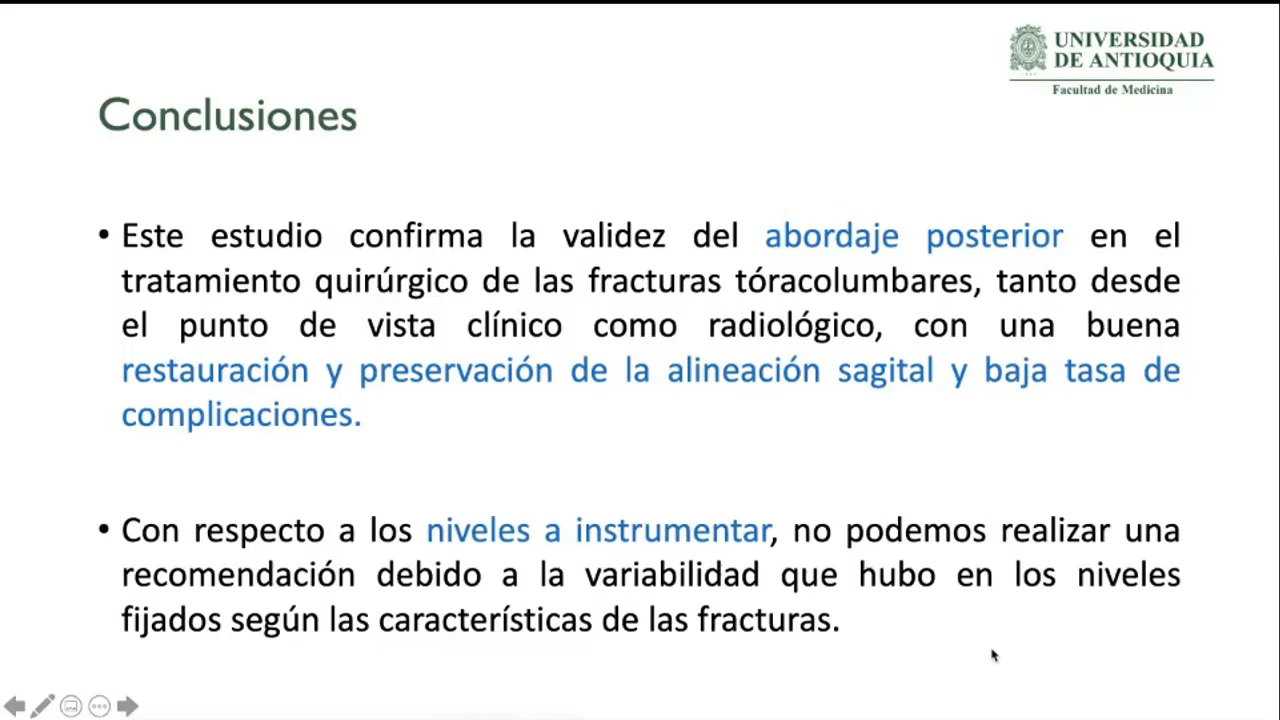 UNIVERSIDAD
DE ANTIOQUIA
Facultad de Medicina
Conclusiones
• Este estudio confirma la validez del abordaje posterior en el
tratamiento quirúrgico de las fracturas tóracolumbares, tanto desde
el punto de vista clínico como radiológico, con una buena
restauración y preservación de la alineación sagital y baja tasa de
complicaciones.
• Con respecto a los niveles a instrumentar, no podemos realizar una
recomendación debido a la variabilidad que hubo en los niveles
fijados según las características de las fracturas.